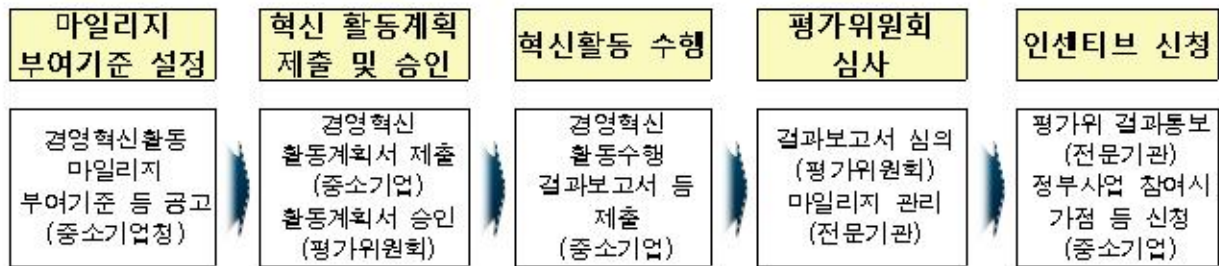 마일리지
부여기준 설정
혁신 활동계획
제출 및 승인
혁신활동 수행
평가위원회
심사
인센티브 신청
경영혁신활동
마일리지
부여기준 등 공고
(중소기업청)
경영혁신
활동계획서 제출
(중소기업)
활동계획서 승인
(평가위원회)
경영혁신
활동수행
결과보고서 등
제출
(중소기업)
결과보고서 심의
(평가위원회)
마일리지 관리
(전문기관)
평가위 결과통보
(전문기관)
정부사업 참여시
가점 등 신청
(중소기업)